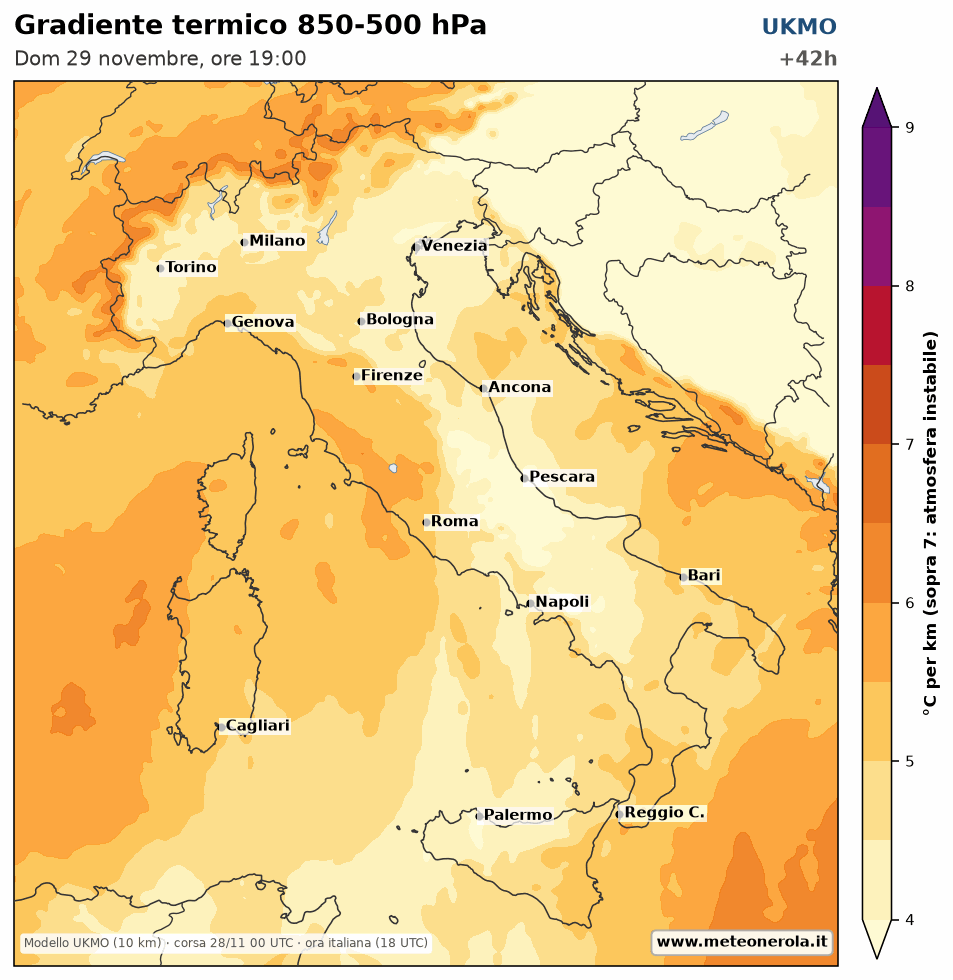 Gradiente termico 850-500 hPa
UKMO
Dom 29 novembre, ore 19:00
+42h
Milano
Venezia
Torino
Genova
Bologna
Firenze
Ancona
Pescara
Roma
Bari
Napoli
Cagliari
Palermo
Reggio C.
9
8
7
6
5
4
°C per km (sopra 7: atmosfera instabile)
Modello UKMO (10 km) · corsa 28/11 00 UTC · ora italiana (18 UTC)
www.meteonerola.it